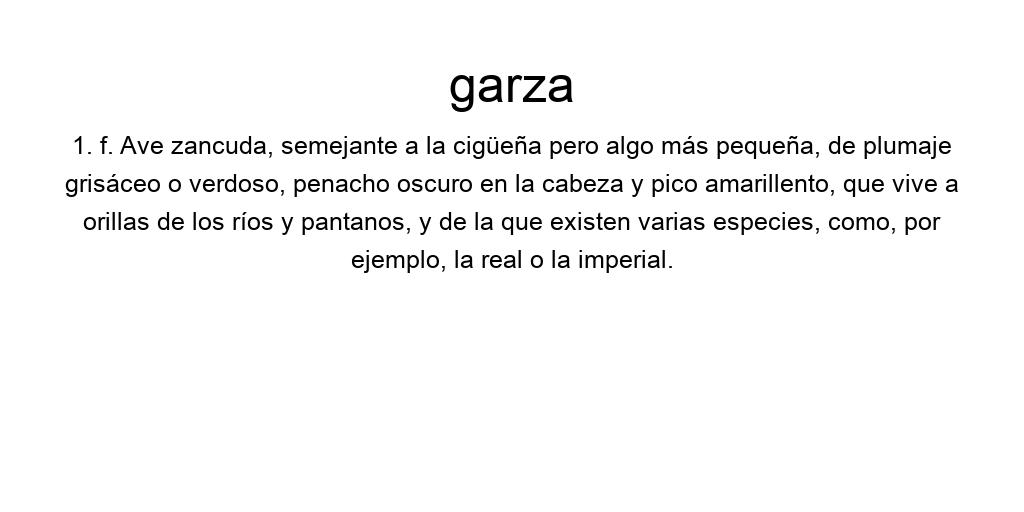 garza
1. f. Ave zancuda, semejante a la cigüeña pero algo más pequeña, de plumaje
grisáceo o verdoso, penacho oscuro en la cabeza y pico amarillento, que vive a
orillas de los ríos y pantanos, y de la que existen varias especies, como, por
ejemplo, la real o la imperial.